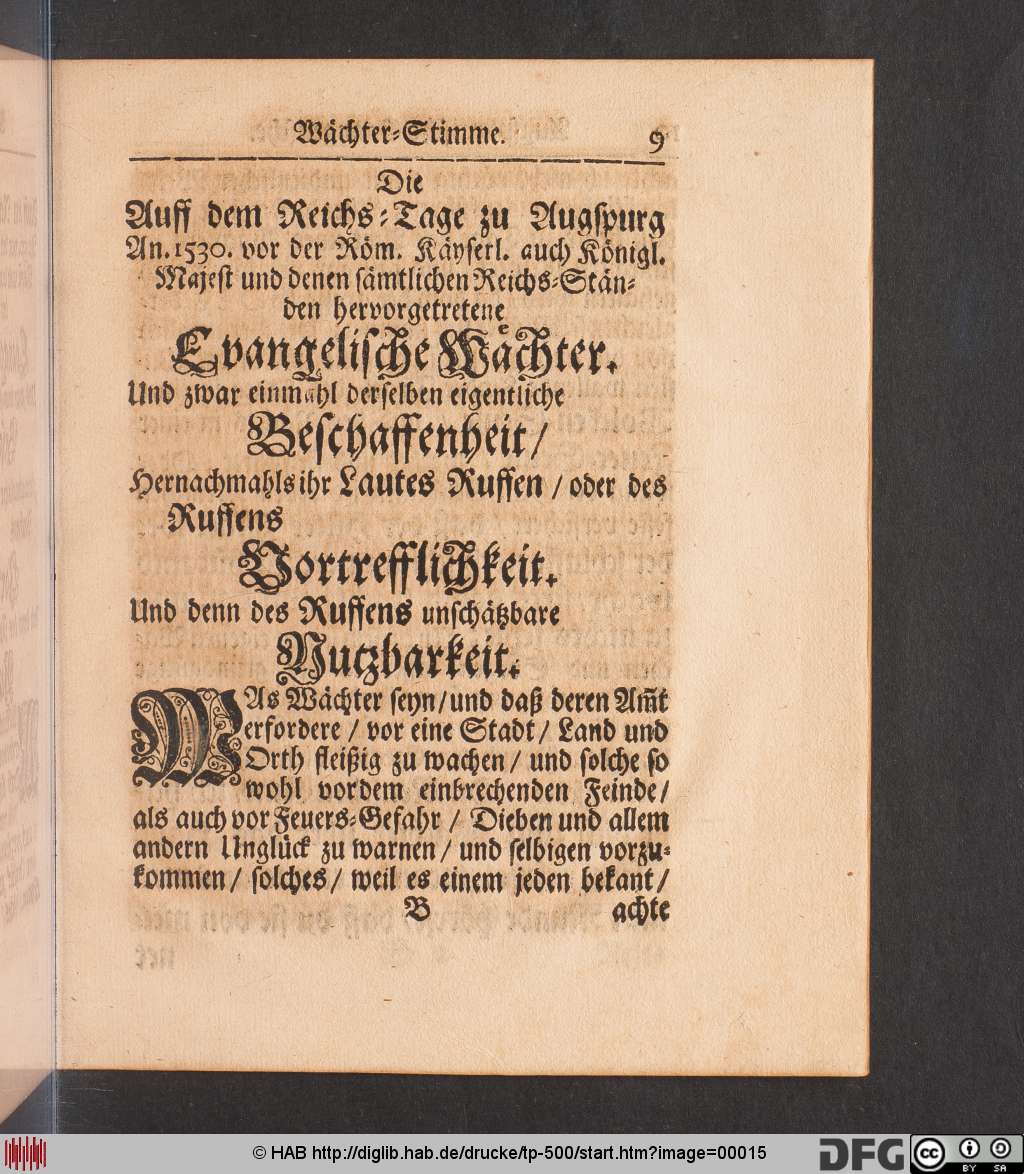 Wächter-Stimme. 9
Die
Auff dem Reichs-Tage zu Augspurg
An. 1530. vor der Röm. Käyserl. auch Königl.
Majest und denen sämtlichen Reichs-Stän-
den hervorgetretene
Evangelische Wächter.
Und zwar einmahl derselben eigentliche
Beschaffenheit/
Hernachmahls ihr Lautes Ruffen / oder des
Ruffens
Vortrefflichkeit.
Und denn des Ruffens unschätzbare
Nutzbarkeit.
WAs Wächter seyn/und daß deren Am̃t
erfordere / vor eine Stadt/ Land und
Orth fleißig zu wachen/ und solche so
wohl vordem einbrechenden Feinde/
als auch vor Feuers-Gefahr / Dieben und allem
andern Unglück zu warnen/ und selbigen vorzu-
kommen/ solches/ weil es einem jeden bekant/
B achte
© HAB http://diglib.hab.de/drucke/tp-500/start.htm?image=00015
DFG cc BY SA